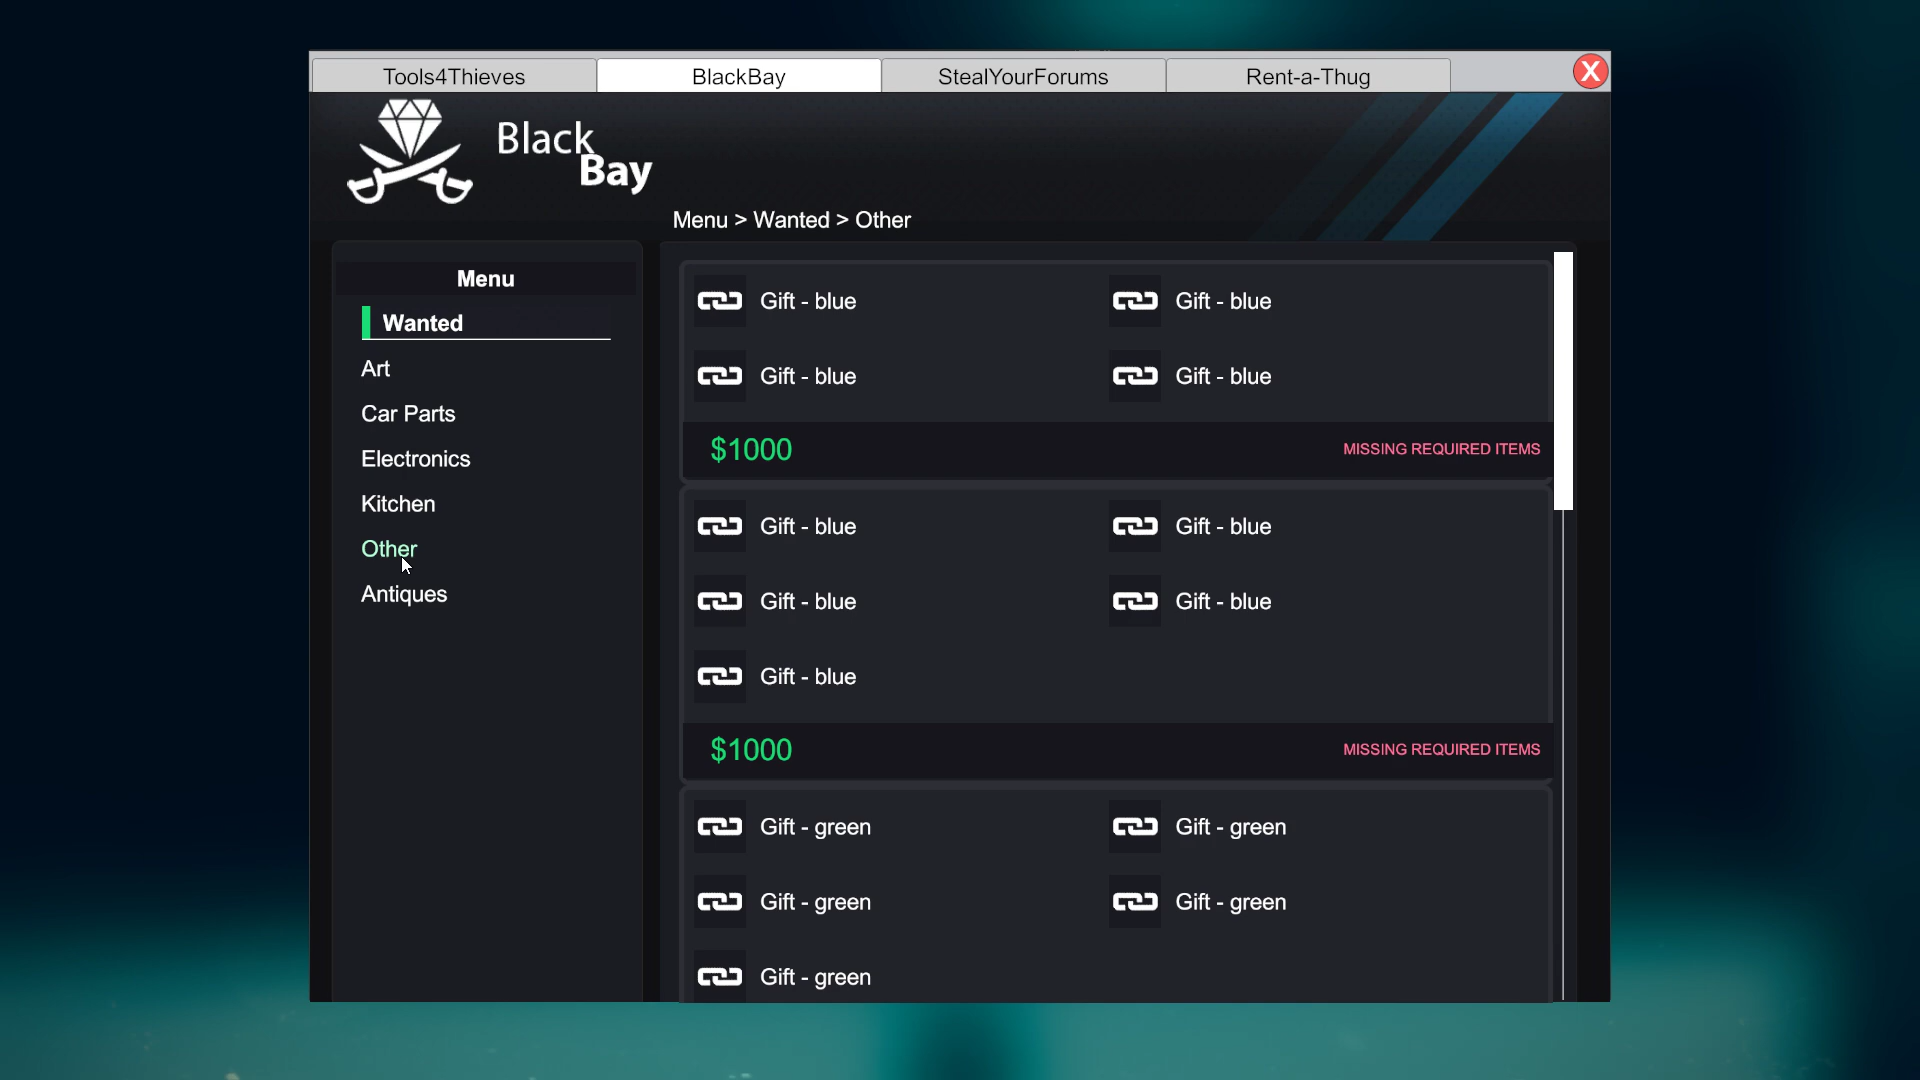 Tools4Thieves BlackBay StealYourForums Rent-a-Thug X
Black
Bay
Menu > Wanted > Other
Menu
Wanted
Art
Car Parts
Electronics
Kitchen
Other
Antiques
Gift - blue Gift - blue
Gift - blue Gift - blue
$1000 MISSING REQUIRED ITEMS
Gift - blue Gift - blue
Gift - blue Gift - blue
Gift - blue
$1000 MISSING REQUIRED ITEMS
Gift - green Gift - green
Gift - green Gift - green
Gift - green